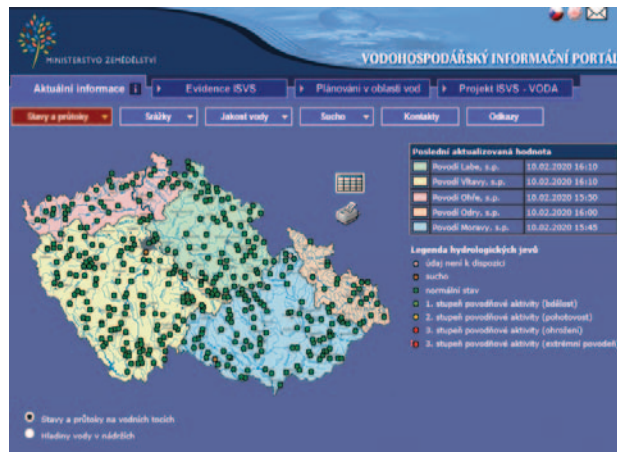 MINISTERSTVO ZEMĚDĚLSTVÍ
VODOHOSPODÁŘSKÝ INFORMAČNÍ PORTÁL
Aktuální informace i Evidence ISVS Plánování v oblasti vod Projekt ISVS - VODA
Stavy a průtoky Srážky Jakost vody Sucho Kontakty Odkazy
Poslední aktualizovaná hodnota
Povodí Labe, s.p. 10.02.2020 16:10
Povodí Vltavy, s.p. 10.02.2020 16:10
Povodí Ohře, s.p. 10.02.2020 15:50
Povodí Odry, s.p. 10.02.2020 16:00
Povodí Moravy, s.p. 10.02.2020 15:45
Legenda hydrologických jevů
údaj není k dispozici
sucho
normální stav
1. stupeň povodňové aktivity (bdělost)
2. stupeň povodňové aktivity (pohotovost)
3. stupeň povodňové aktivity (ohrožení)
3. stupeň povodňové aktivity (extrémní povodeň)
Stavy a průtoky na vodních tocích
Hladiny vody v nádržích